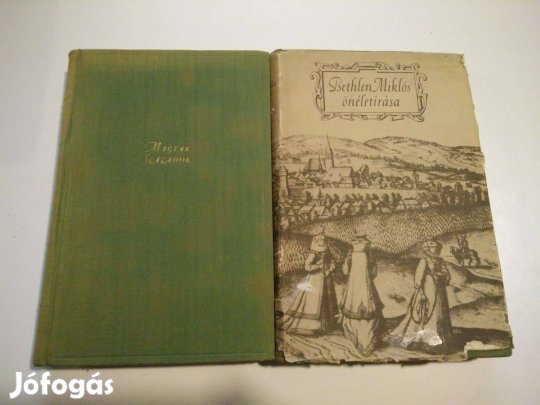 MAGYAR
SZÁZADOK
Bethlen Miklós
önéletírása
Jófogás